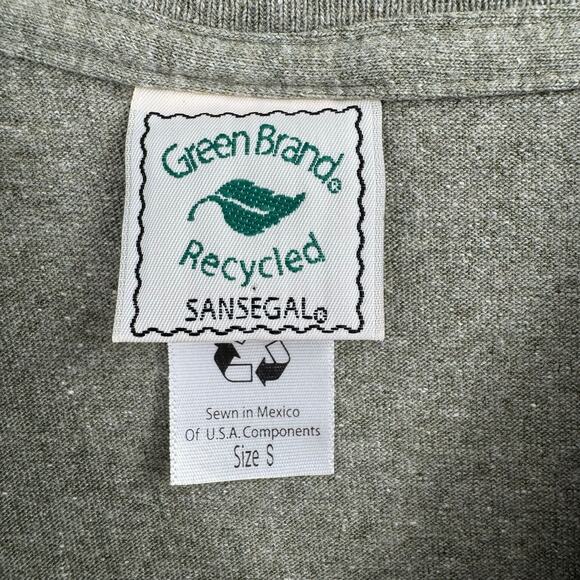 Green Brand®
Recycled
SANSEGAL®
Sewn in Mexico
Of U.S.A. Components
Size S